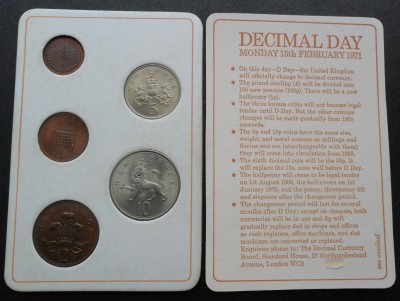 DECIMAL DAY
MONDAY 15th FEBRUARY 1971
On this day—D Day—the United Kingdom
will officially change to decimal currency.
The pound sterling (£) will be divided into
100 new pennies (100p). There will be a new
halfpenny (½p).
The three bronze coins will not become legal
tender until D Day. But the other coinage
changes will be made gradually from 1968
onwards.
The 5p and 10p coins have the same size,
weight, and metal content as shillings and
florins and are interchangeable with them;
they will come into circulation from 1968.
The sixth decimal coin will be the 50p. It
will replace the 10s. note well before D Day.
The halfpenny will cease to be legal tender
on 1st August 1969, the half-crown on 1st
January 1970, and the penny, threepenny bit
and sixpence after the changeover period.
The changeover period will last for several
months after D Day; except on cheques, both
currencies will be in use and £p will
gradually replace £sd in shops and offices
as cash registers, office machines, and slot
machines are converted or replaced.
Enquiries please to: The Decimal Currency
Board, Standard House, 27 Northumberland
Avenue, London WC2
see overleaf
5
10